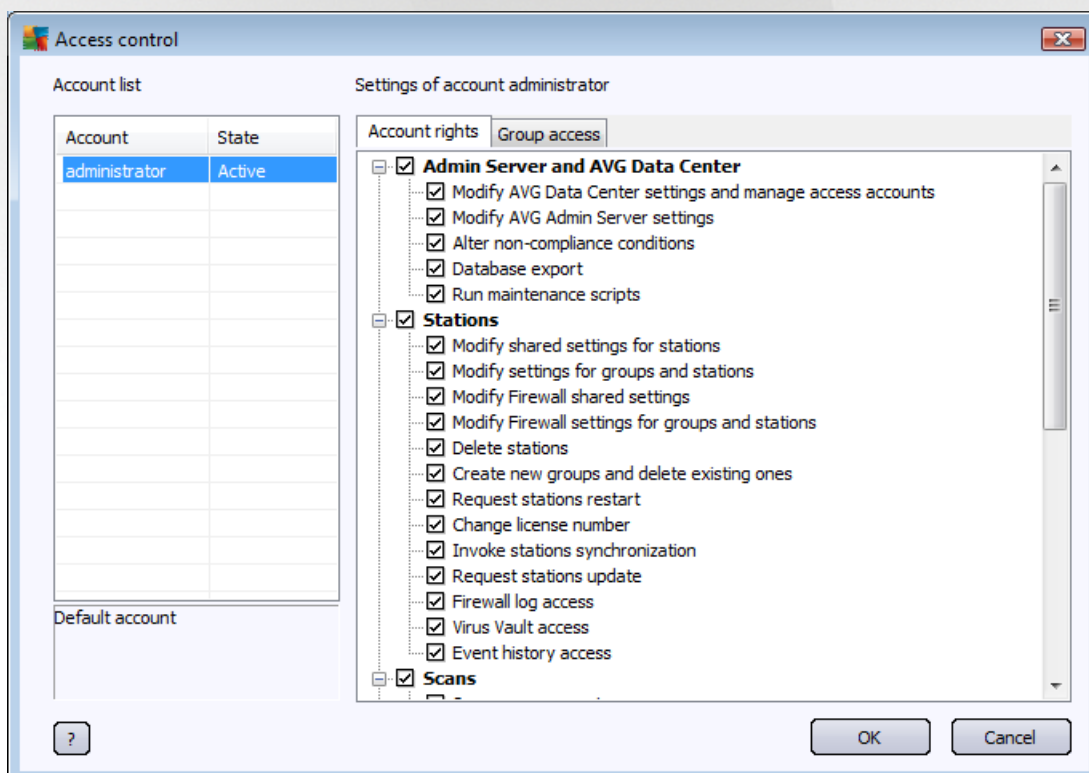 Access control
Account list
Settings of account administrator
Account State
administrator Active
Default account
Account rights Group access
Admin Server and AVG Data Center
Modify AVG Data Center settings and manage access accounts
Modify AVG Admin Server settings
Alter non-compliance conditions
Database export
Run maintenance scripts
Stations
Modify shared settings for stations
Modify settings for groups and stations
Modify Firewall shared settings
Modify Firewall settings for groups and stations
Delete stations
Create new groups and delete existing ones
Request stations restart
Change license number
Invoke stations synchronization
Request stations update
Firewall log access
Virus Vault access
Event history access
Scans
?
OK
Cancel